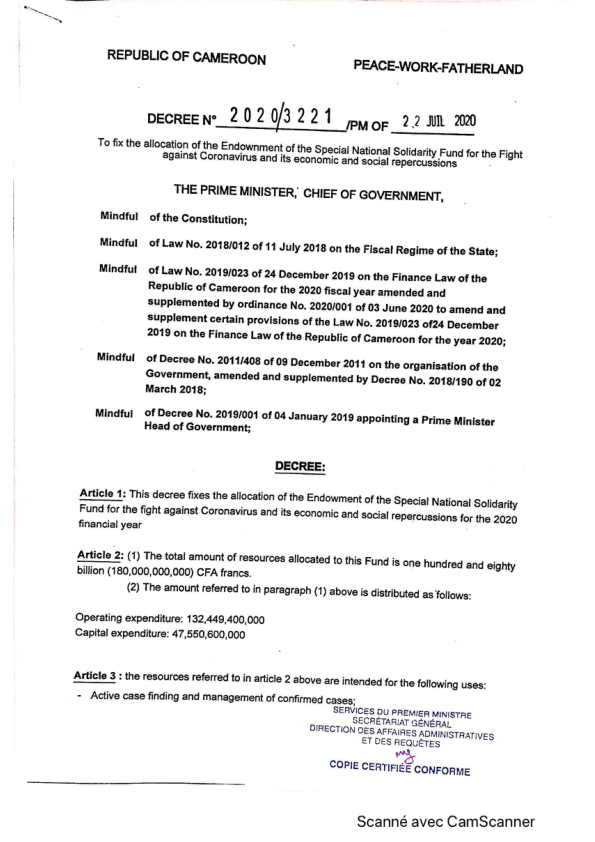 REPUBLIC OF CAMEROON
PEACE-WORK-FATHERLAND
DECREE N° 2020/3221 /PM OF 22 JUIL 2020
To fix the allocation of the Endownment of the Special National Solidarity Fund for the Fight
against Coronavirus and its economic and social repercussions
THE PRIME MINISTER, CHIEF OF GOVERNMENT,
Mindful of the Constitution;
Mindful of Law No. 2018/012 of 11 July 2018 on the Fiscal Regime of the State;
Mindful of Law No. 2019/023 of 24 December 2019 on the Finance Law of the
Republic of Cameroon for the 2020 fiscal year amended and
supplemented by ordinance No. 2020/001 of 03 June 2020 to amend and
supplement certain provisions of the Law No. 2019/023 of24 December
2019 on the Finance Law of the Republic of Cameroon for the year 2020;
Mindful of Decree No. 2011/408 of 09 December 2011 on the organisation of the
Government, amended and supplemented by Decree No. 2018/190 of 02
March 2018;
Mindful of Decree No. 2019/001 of 04 January 2019 appointing a Prime Minister
Head of Government;
DECREE:
Article 1: This decree fixes the allocation of the Endowment of the Special National Solidarity
Fund for the fight against Coronavirus and its economic and social repercussions for the 2020
financial year
Article 2: (1) The total amount of resources allocated to this Fund is one hundred and eighty
billion (180,000,000,000) CFA francs.
(2) The amount referred to in paragraph (1) above is distributed as follows:
Operating expenditure: 132,449,400,000
Capital expenditure: 47,550,600,000
Article 3 : the resources referred to in article 2 above are intended for the following uses:
- Active case finding and management of confirmed cases;
SERVICES DU PREMIER MINISTRE
SECRÉTARIAT GÉNÉRAL
DIRECTION DES AFFAIRES ADMINISTRATIVES
ET DES REQUÊTES
COPIE CERTIFIÉE CONFORME
Scanné avec CamScanner